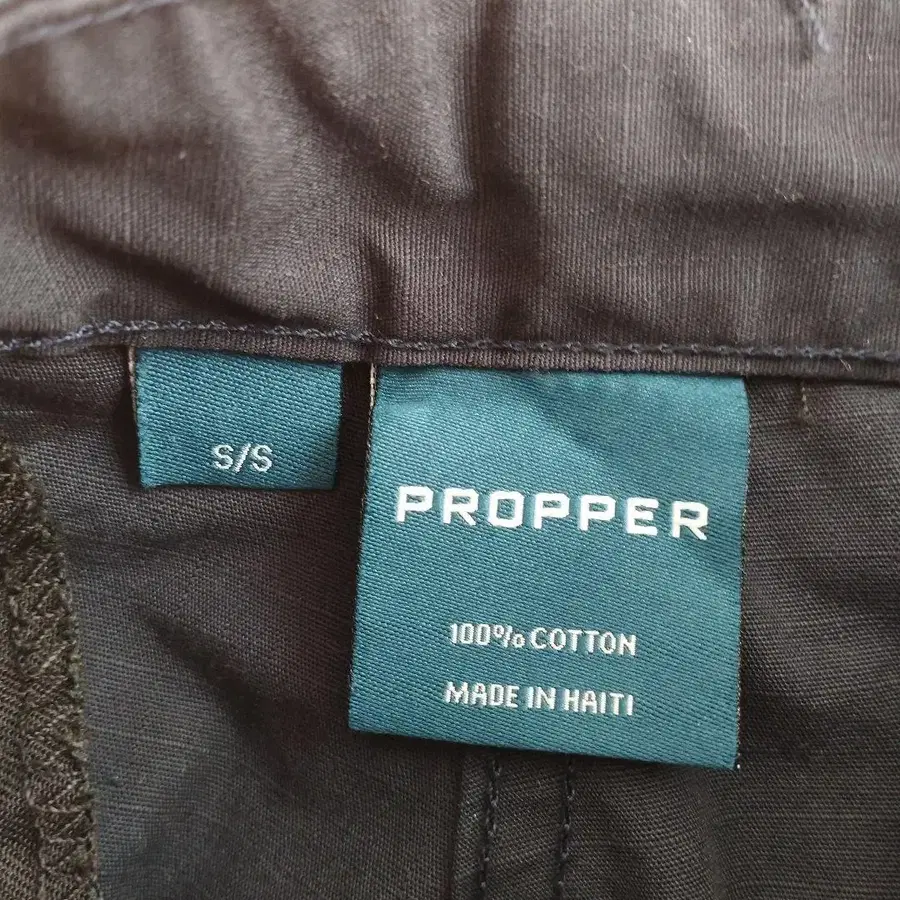 S/S
PROPPER
100% COTTON
MADE IN HAITI